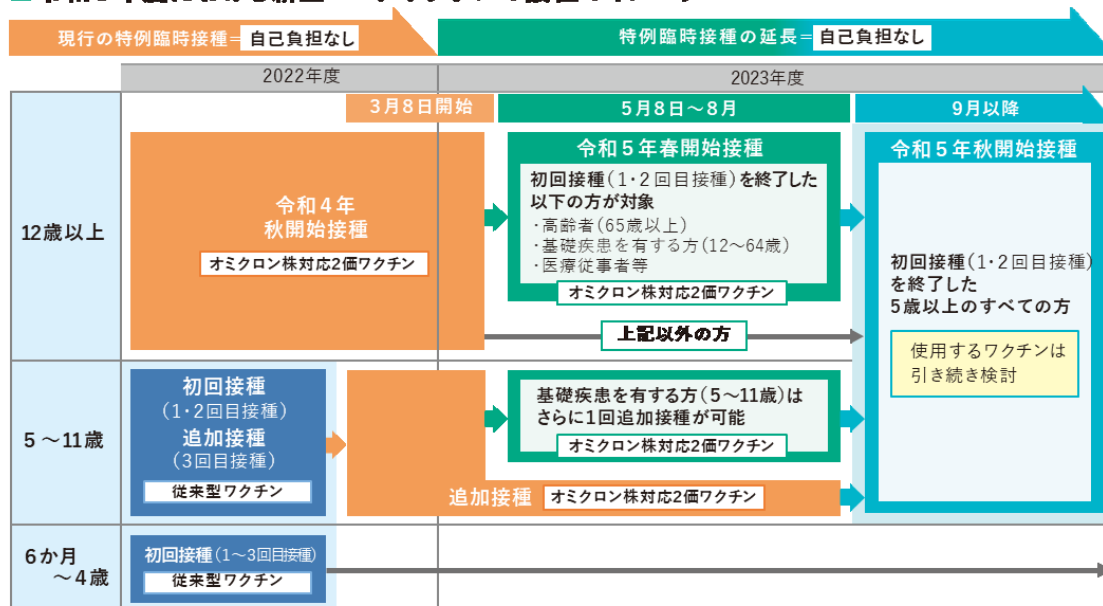 現行の特例臨時接種=自己負担なし
特例臨時接種の延長=自己負担なし
2022年度
2023年度
3月8日開始
5月8日～8月
9月以降
12歳以上
令和4年
秋開始接種
オミクロン株対応2価ワクチン
令和5年春開始接種
初回接種(1・2回目接種)を終了した
以下の方が対象
・高齢者(65歳以上)
・基礎疾患を有する方(12～64歳)
・医療従事者等
オミクロン株対応2価ワクチン
上記以外の方
令和5年秋開始接種
初回接種(1・2回目接種)
を終了した
5歳以上のすべての方
使用するワクチンは
引き続き検討
5～11歳
初回接種
(1・2回目接種)
追加接種
(3回目接種)
従来型ワクチン
基礎疾患を有する方(5～11歳)は
さらに1回追加接種が可能
オミクロン株対応2価ワクチン
追加接種 オミクロン株対応2価ワクチン
6か月
～4歳
初回接種(1～3回目接種)
従来型ワクチン